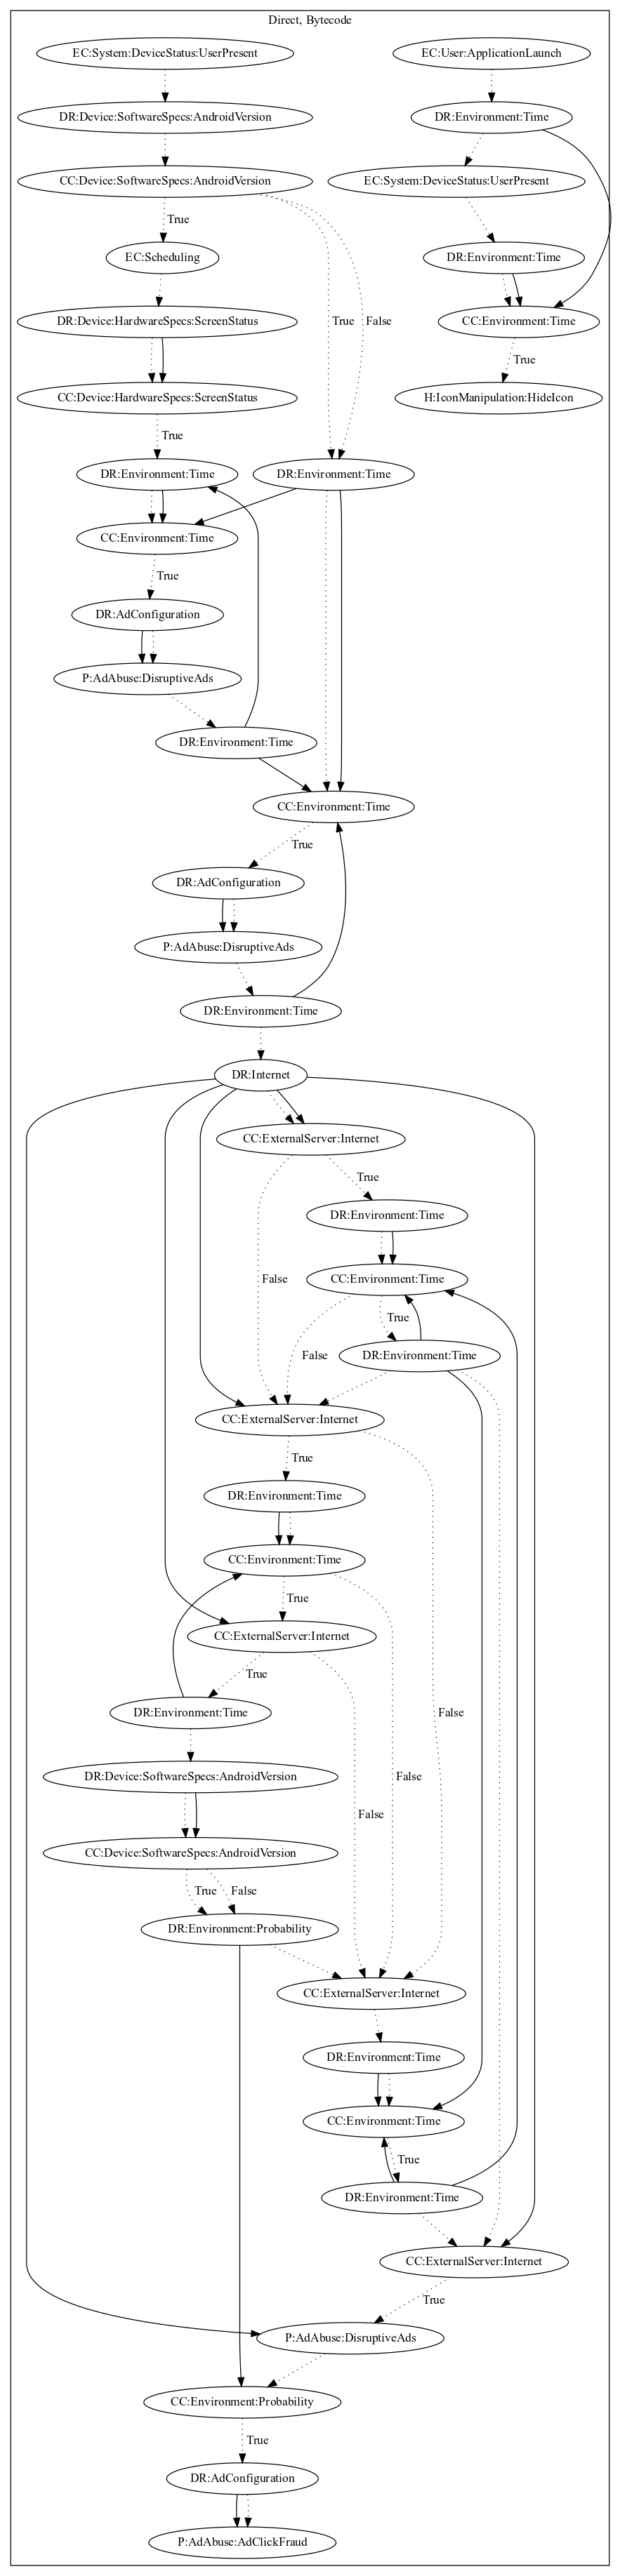 Direct, Bytecode
EC:System:DeviceStatus:UserPresent
EC:User:ApplicationLaunch
DR:Device:SoftwareSpecs:AndroidVersion
DR:Environment:Time
CC:Device:SoftwareSpecs:AndroidVersion
EC:System:DeviceStatus:UserPresent
True
EC:Scheduling
DR:Environment:Time
DR:Device:HardwareSpecs:ScreenStatus
True
False
CC:Environment:Time
True
CC:Device:HardwareSpecs:ScreenStatus
H:IconManipulation:HideIcon
True
DR:Environment:Time
DR:Environment:Time
CC:Environment:Time
True
DR:AdConfiguration
P:AdAbuse:DisruptiveAds
DR:Environment:Time
CC:Environment:Time
True
DR:AdConfiguration
P:AdAbuse:DisruptiveAds
DR:Environment:Time
DR:Internet
CC:ExternalServer:Internet
True
DR:Environment:Time
False
CC:Environment:Time
True
False
DR:Environment:Time
CC:ExternalServer:Internet
True
DR:Environment:Time
CC:Environment:Time
True
CC:ExternalServer:Internet
True
DR:Environment:Time
False
DR:Device:SoftwareSpecs:AndroidVersion
False
False
CC:Device:SoftwareSpecs:AndroidVersion
True
False
DR:Environment:Probability
CC:ExternalServer:Internet
DR:Environment:Time
CC:Environment:Time
True
DR:Environment:Time
CC:ExternalServer:Internet
True
P:AdAbuse:DisruptiveAds
CC:Environment:Probability
True
DR:AdConfiguration
P:AdAbuse:AdClickFraud